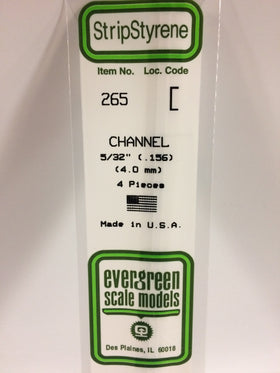 StripStyrene
Item No. Loc. Code
265 [
CHANNEL
5/32" (.156)
(4.0 mm)
4 Pieces
Made in U.S.A.
evergreen
scale models
Des Plaines, IL 60018